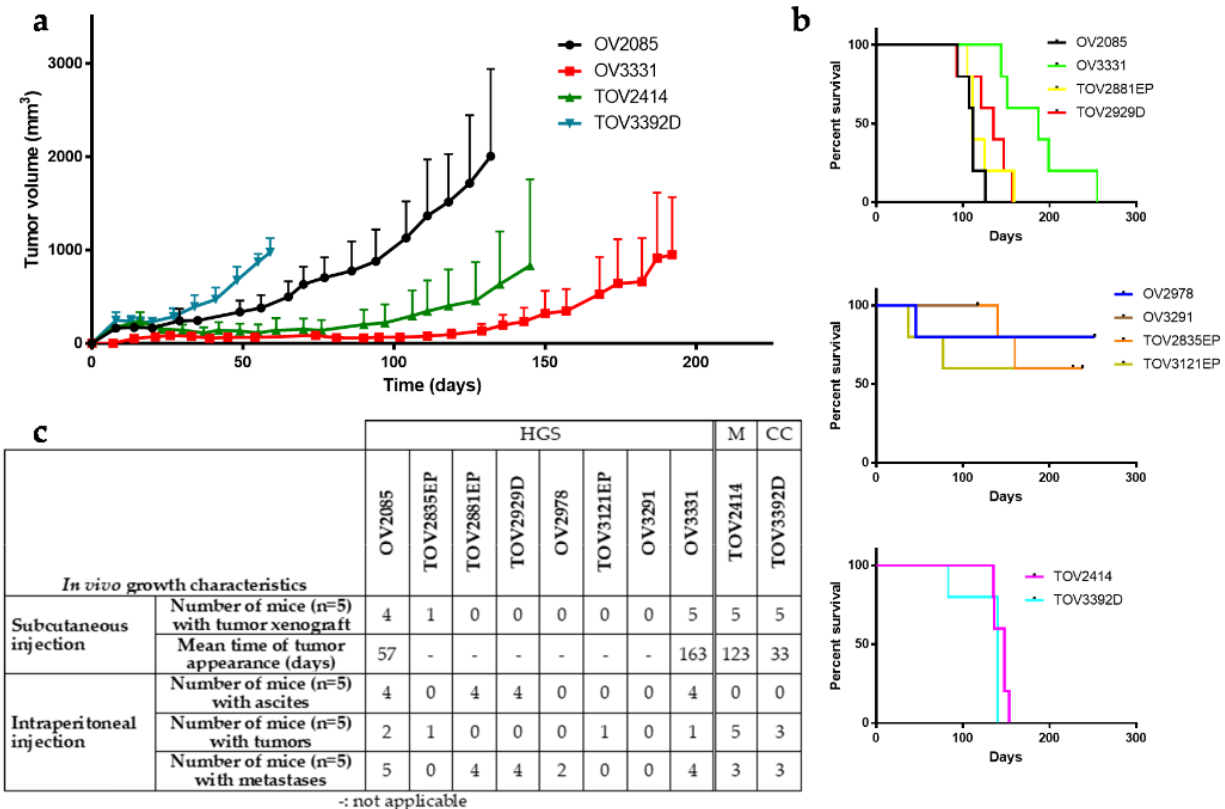 a
Tumor volume (mm3)
3000
2000
1000
0
0
50
100
150
200
Time (days)
OV2085
OV3331
TOV2414
TOV3392D
b
Percent survival
100
50
0
0
100
200
300
Days
OV2085
OV3331
TOV2881EP
TOV2929D
Percent survival
100
50
0
0
100
200
300
Days
OV2978
OV3291
TOV2835EP
TOV3121EP
Percent survival
100
50
0
0
100
200
300
Days
TOV2414
TOV3392D
c
HGS M CC
In vivo growth characteristics OV2085 TOV2835EP TOV2881EP TOV2929D OV2978 TOV3121EP OV3291 OV3331 TOV2414 TOV3392D
Subcutaneous injection
Number of mice (n=5)
with tumor xenograft 4 1 0 0 0 0 0 5 5 5
Mean time of tumor
appearance (days) 57 - - - - - - 163 123 33
Intraperitoneal injection
Number of mice (n=5)
with ascites 4 0 4 4 0 0 0 4 0 0
Number of mice (n=5)
with tumors 2 1 0 0 0 1 0 1 5 3
Number of mice (n=5)
with metastases 5 0 4 4 2 0 0 4 3 3
-: not applicable